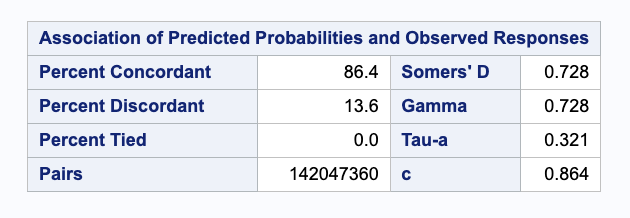 Association of Predicted Probabilities and Observed Responses
Percent Concordant 86.4 Somers' D 0.728
Percent Discordant 13.6 Gamma 0.728
Percent Tied 0.0 Tau-a 0.321
Pairs 142047360 c 0.864